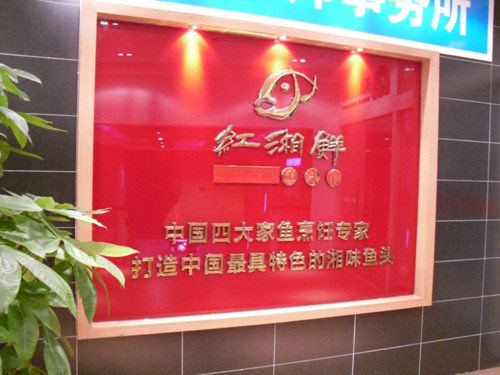 师事务所
红湘鲜
中国四大家鱼烹饪专家
打造中国最具特色的湘味鱼头